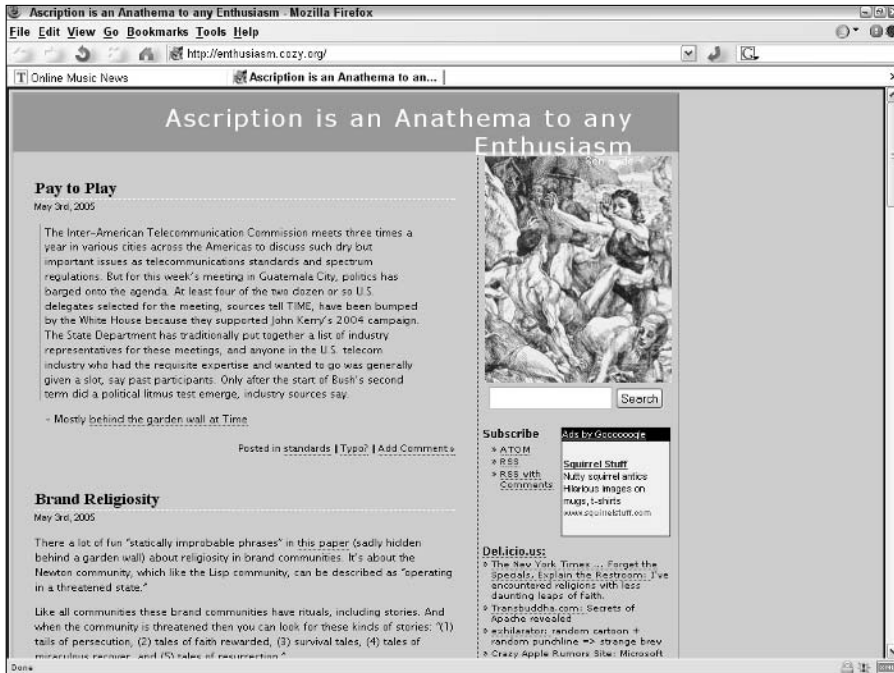 Ascription is an Anathema to any Enthusiasm - Mozilla Firefox
File Edit View Go Bookmarks Tools Help
http://enthusiasm.cozy.org/
G
T Online Music News
Ascription is an Anathema to an...
Ascription is an Anathema to any
Enthusiasm
Pay to Play
May 3rd, 2005
The Inter-American Telecommunication Commission meets three times a
year in various cities across the Americas to discuss such dry but
important issues as telecommunications standards and spectrum
regulations. But for this week's meeting in Guatemala City, politics has
barged onto the agenda. At least four of the two dozen or so U.S.
delegates selected for the meeting, sources tell TIME, have been bumped
by the White House because they supported John Kerry's 2004 campaign.
The State Department has traditionally put together a list of industry
representatives for these meetings, and anyone in the U.S. telecom
industry who had the requisite expertise and wanted to go was generally
given a slot, say past participants. Only after the start of Bush's second
term did a political litmus test emerge, industry sources say.
- Mostly behind the garden wall at Time
Posted in standards | Typo? | Add Comment »
Brand Religiosity
May 3rd, 2005
There a lot of fun "statically improbable phrases" in this paper (sadly hidden
behind a garden wall) about religiosity in brand communities. It's about the
Newton community, which like the Lisp community, can be described as "operating
in a threatened state."
Like all communities these brand communities have rituals, including stories. And
when the community is threatened then you can look for these kinds of stories: "(1)
tails of persecution, (2) tales of faith rewarded, (3) survival tales, (4) tales of
miraculous recover, and (5) tales of resurrection."
Search
Subscribe
» ATOM
» RSS
» RSS with
Comments
Ads by Goooooogle
Squirrel Stuff
Nutty squirrel antics
Hilarious images on
mugs, t-shirts
www.squirrelstuff.com
Del.icio.us:
» The New York Times ... Forget the
Specials, Explain the Restroom: I've
encountered religions with less
daunting leaps of faith.
» Transbuddha.com: Secrets of
Apache revealed
» exhilarator: random cartoon +
random punchline => strange brew
» Crazy Apple Rumors Site: Microsoft
Done